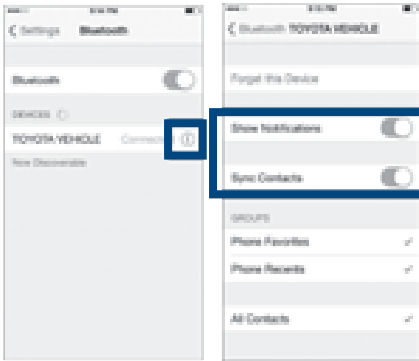 Settings Bluetooth
Bluetooth
DEVICES
TOYOTA VEHICLE Connected
Now Discoverable
Bluetooth TOYOTA VEHICLE
Forget this Device
Show Notifications
Sync Contacts
GROUPS
Phone Favorites
Phone Recents
All Contacts